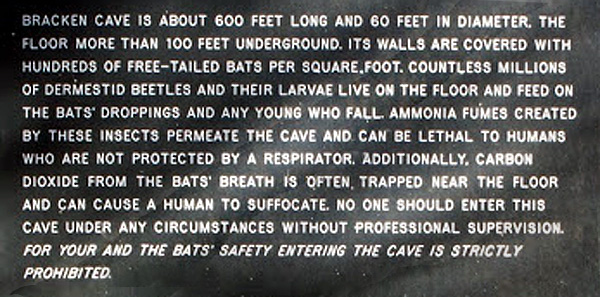 BRACKEN CAVE IS ABOUT 600 FEET LONG AND 60 FEET IN DIAMETER, THE
FLOOR MORE THAN 100 FEET UNDERGROUND. ITS WALLS ARE COVERED WITH
HUNDREDS OF FREE-TAILED BATS PER SQUARE FOOT. COUNTLESS MILLIONS
OF DERMESTID BEETLES AND THEIR LARVAE LIVE ON THE FLOOR AND FEED ON
THE BATS' DROPPINGS AND ANY YOUNG WHO FALL. AMMONIA FUMES CREATED
BY THESE INSECTS PERMEATE THE CAVE AND CAN BE LETHAL TO HUMANS
WHO ARE NOT PROTECTED BY A RESPIRATOR. ADDITIONALLY, CARBON
DIOXIDE FROM THE BATS' BREATH IS OFTEN TRAPPED NEAR THE FLOOR
AND CAN CAUSE A HUMAN TO SUFFOCATE. NO ONE SHOULD ENTER THIS
CAVE UNDER ANY CIRCUMSTANCES WITHOUT PROFESSIONAL SUPERVISION.
FOR YOUR AND THE BATS' SAFETY ENTERING THE CAVE IS STRICTLY
PROHIBITED.